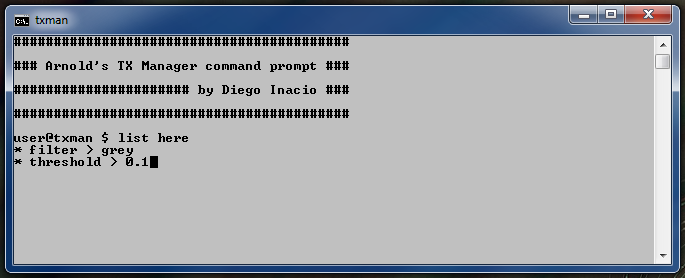 C:\. txman
##########################################
### Arnold's TX Manager command prompt ###
###################### by Diego Inacio ###
##########################################
user@txman $ list here
* filter > grey
* threshold > 0.1